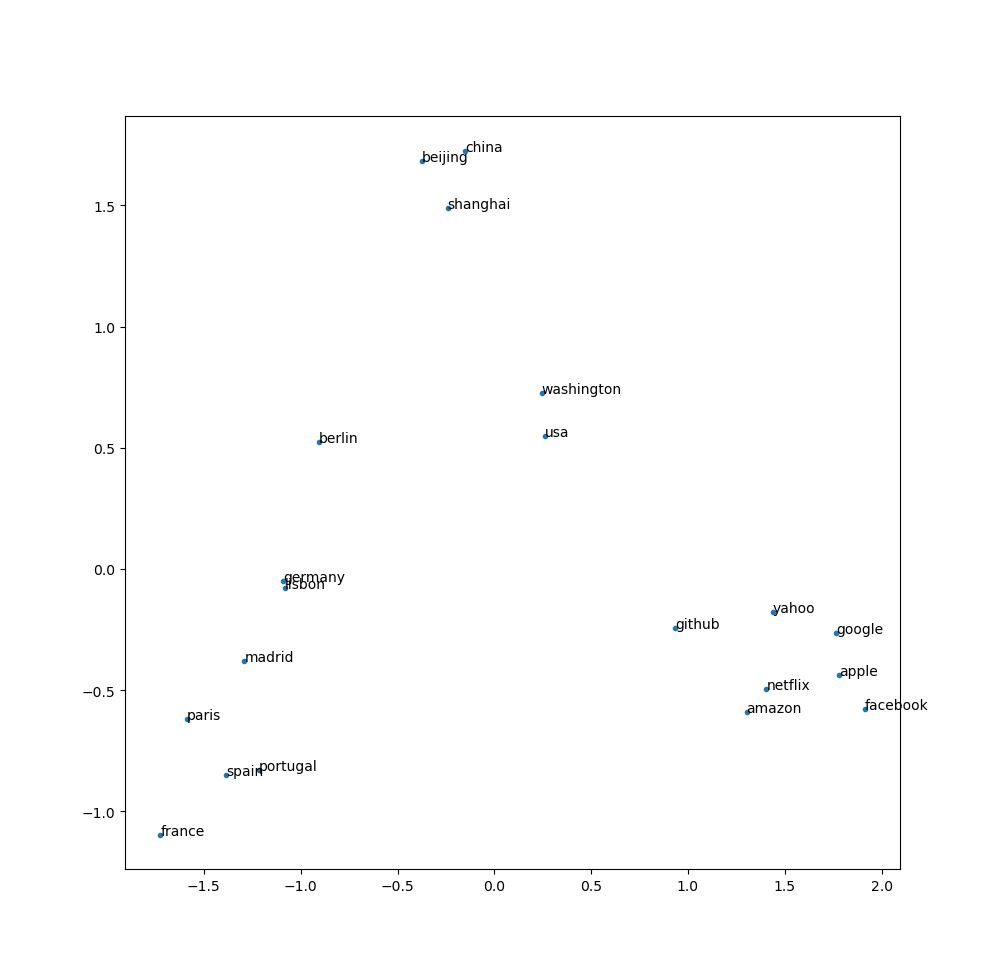 china
beijing
shanghai
1.5
1.0
washington
usa
berlin
0.5
0.0
germany
lisbon
yahoo
github
google
madrid
apple
netflix
−0.5
facebook
amazon
paris
portugal
spain
−1.0
france
−1.5
−1.0
−0.5
0.0
0.5
1.0
1.5
2.0